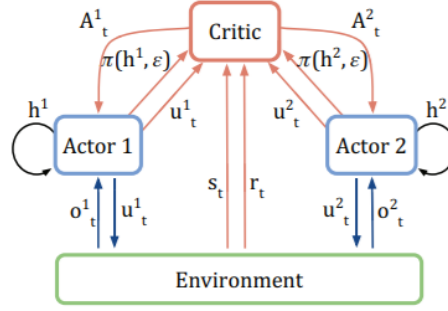 A¹ₜ Critic A²ₜ
π(h¹, ε) π(h², ε)
h¹ u¹ₜ u²ₜ h²
Actor 1 Actor 2
sₜ rₜ
o¹ₜ u¹ₜ u²ₜ o²ₜ
Environment